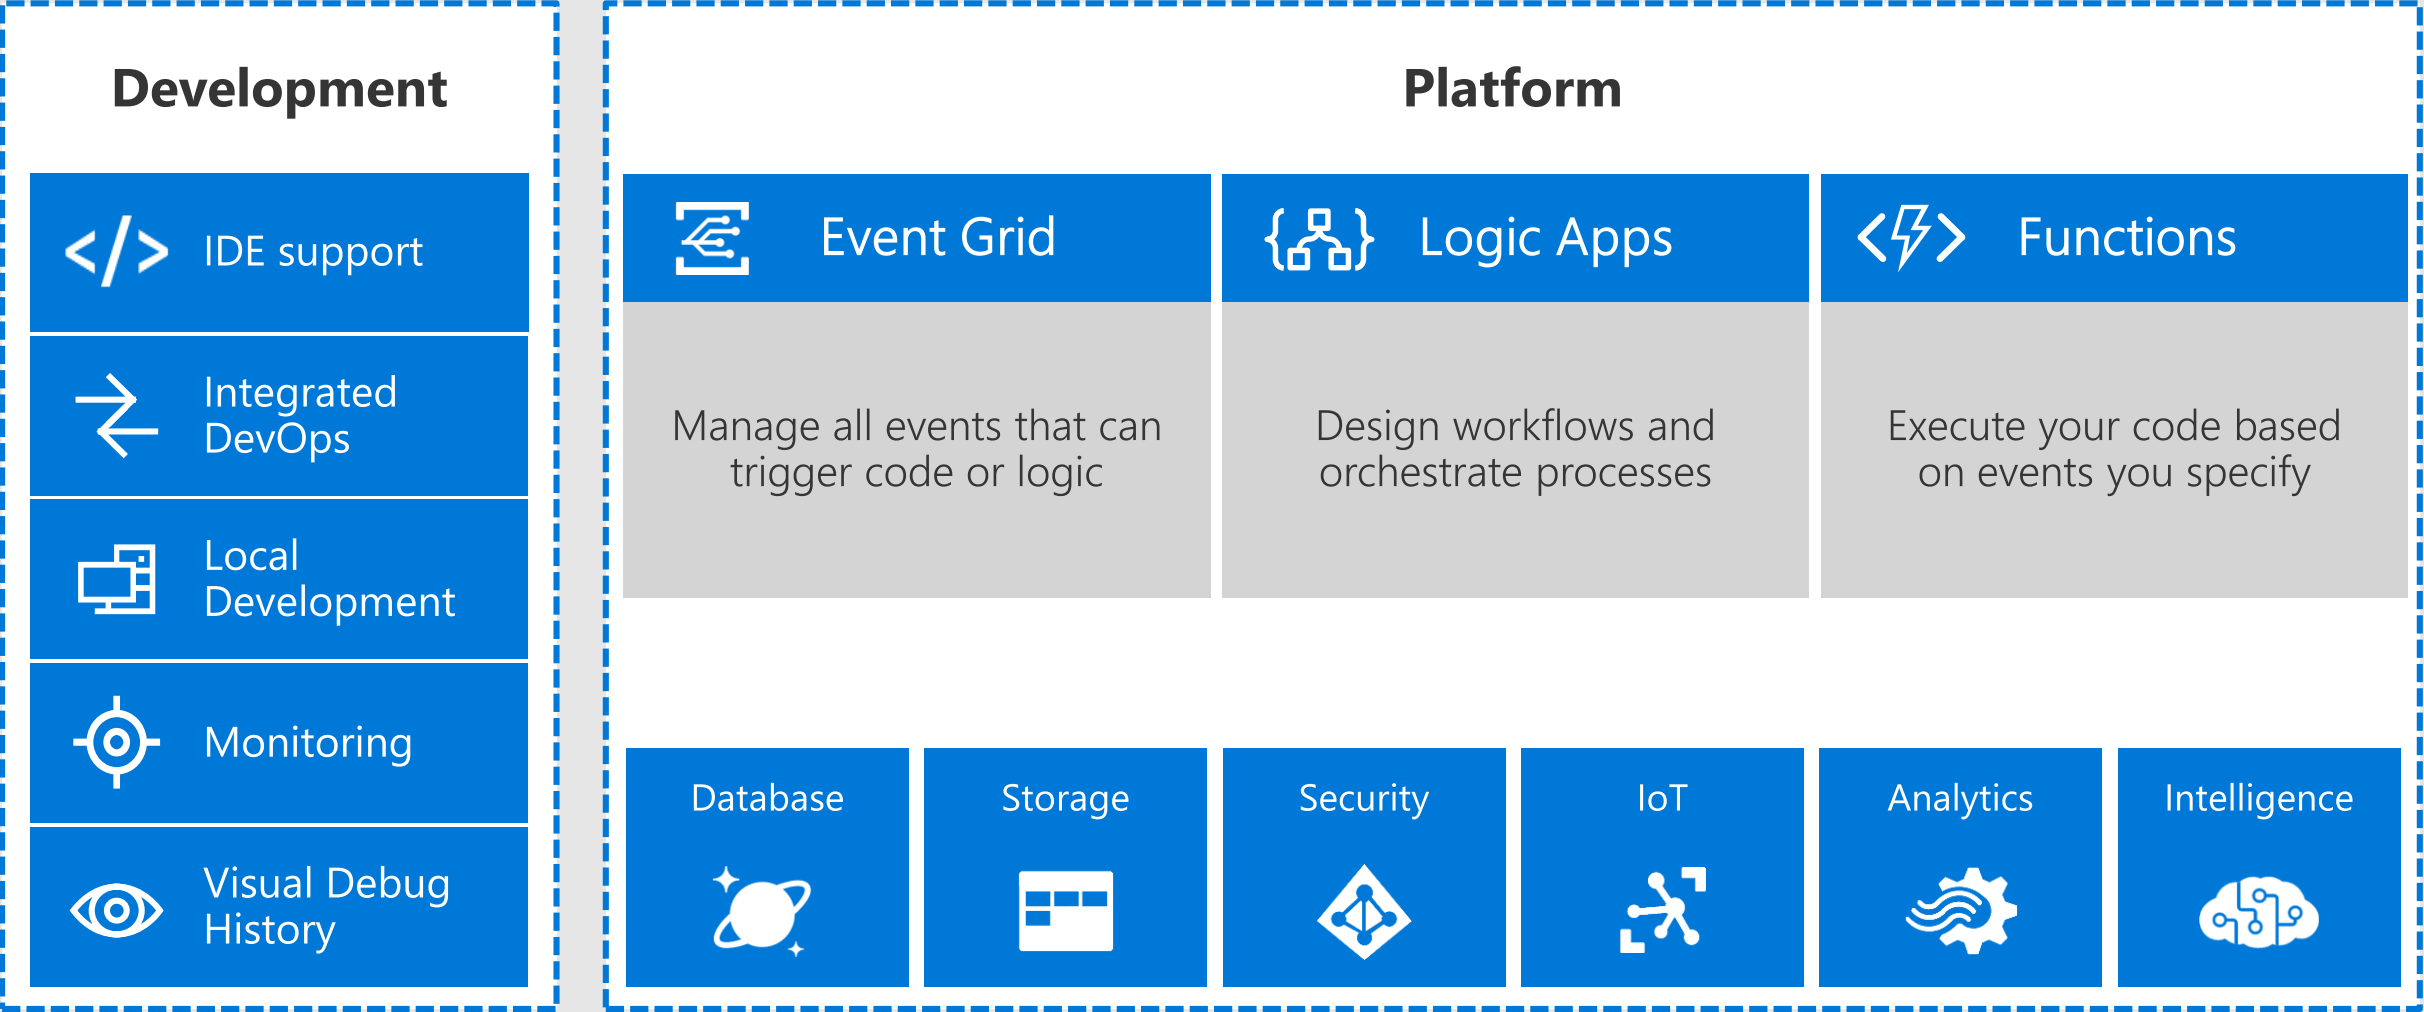 Development
IDE support
Integrated
DevOps
Local
Development
Monitoring
Visual Debug
History
Platform
Event Grid
Manage all events that can
trigger code or logic
Logic Apps
Design workflows and
orchestrate processes
Functions
Execute your code based
on events you specify
Database
Storage
Security
IoT
Analytics
Intelligence